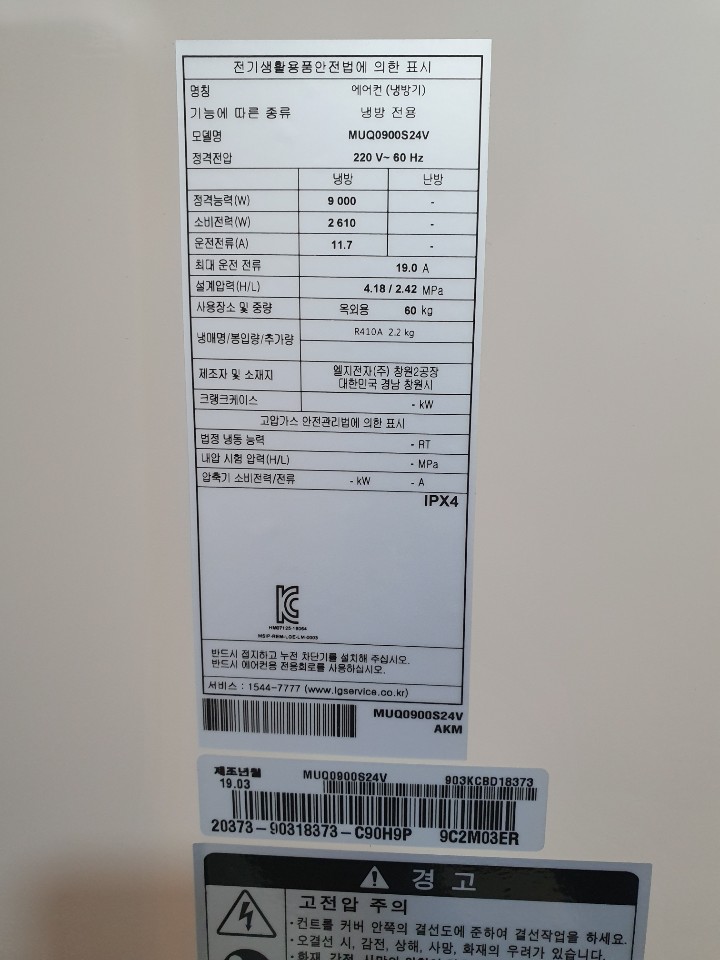 전기생활용품안전법에 의한 표시
명칭 에어컨 (냉방기)
기능에 따른 종류 냉방 전용
모델명 MUQ0900S24V
정격전압 220 V~ 60 Hz
냉방 난방
정격능력(W) 9 000 -
소비전력(W) 2 610 -
운전전류(A) 11.7 -
최대 운전 전류 19.0 A
설계압력(H/L) 4.18 / 2.42 MPa
사용장소 및 중량 옥외용 60 kg
냉매명/봉입량/추가량 R410A 2.2 kg
제조자 및 소재지 엘지전자(주) 창원2공장
대한민국 경남 창원시
크랭크케이스 - kW
고압가스 안전관리법에 의한 표시
법정 냉동 능력 - RT
내압 시험 압력(H/L) - MPa
압축기 소비전력/전류 - kW - A
IPX4
MSIP-REM-LGE-LM-0003
반드시 접지하고 누전 차단기를 설치해 주십시오.
반드시 에어컨용 전용회로를 사용하십시오.
서비스 : 1544-7777 (www.lgservice.co.kr)
MUQ0900S24V
AKM
제조년월 MUQ0900S24V 903KCBD18373
19.03
20373-90318373-C90H9P 9C2M03ER
경 고
고전압 주의
·컨트롤 커버 안쪽의 결선도에 준하여 결선작업을 하세요.
·오결선 시, 감전, 상해, 사망, 화재의 우려가 있습니다.